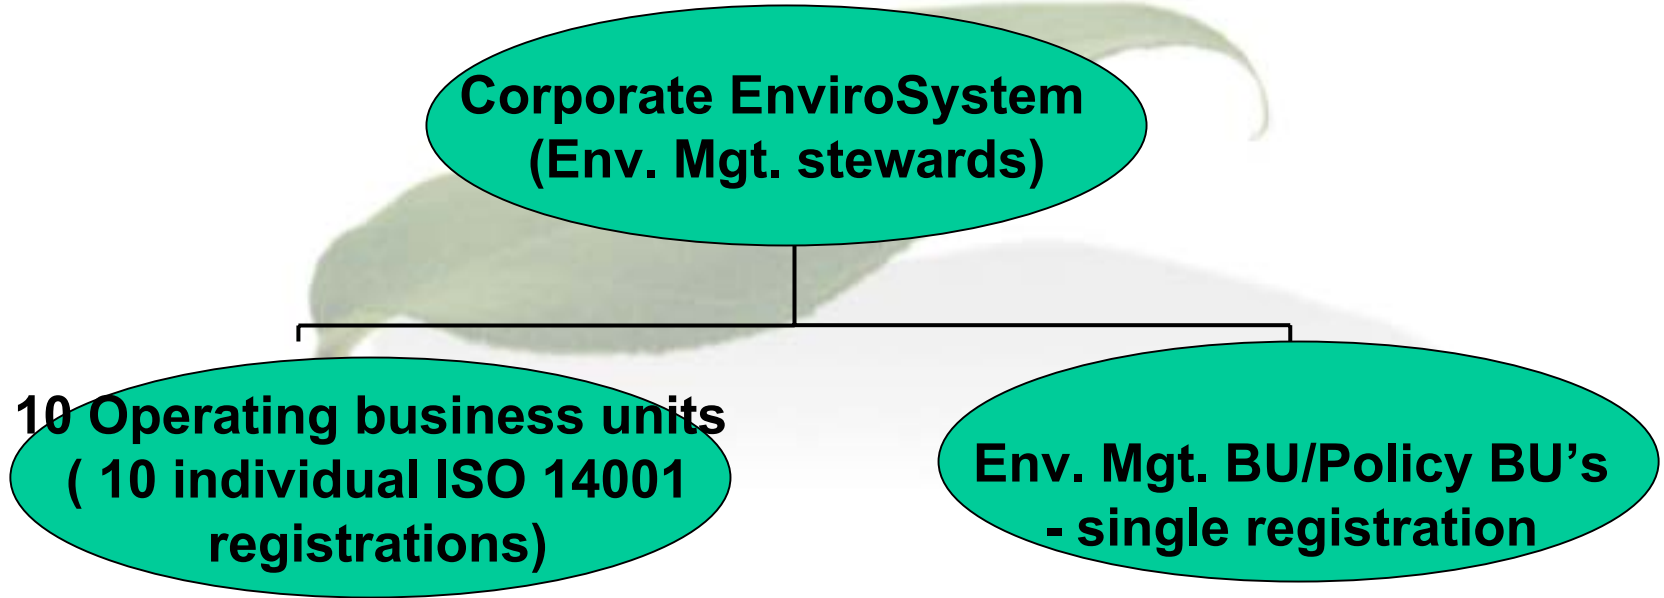 Corporate EnviroSystem
(Env. Mgt. stewards)
10 Operating business units
( 10 individual ISO 14001
registrations)
Env. Mgt. BU/Policy BU’s
- single registration